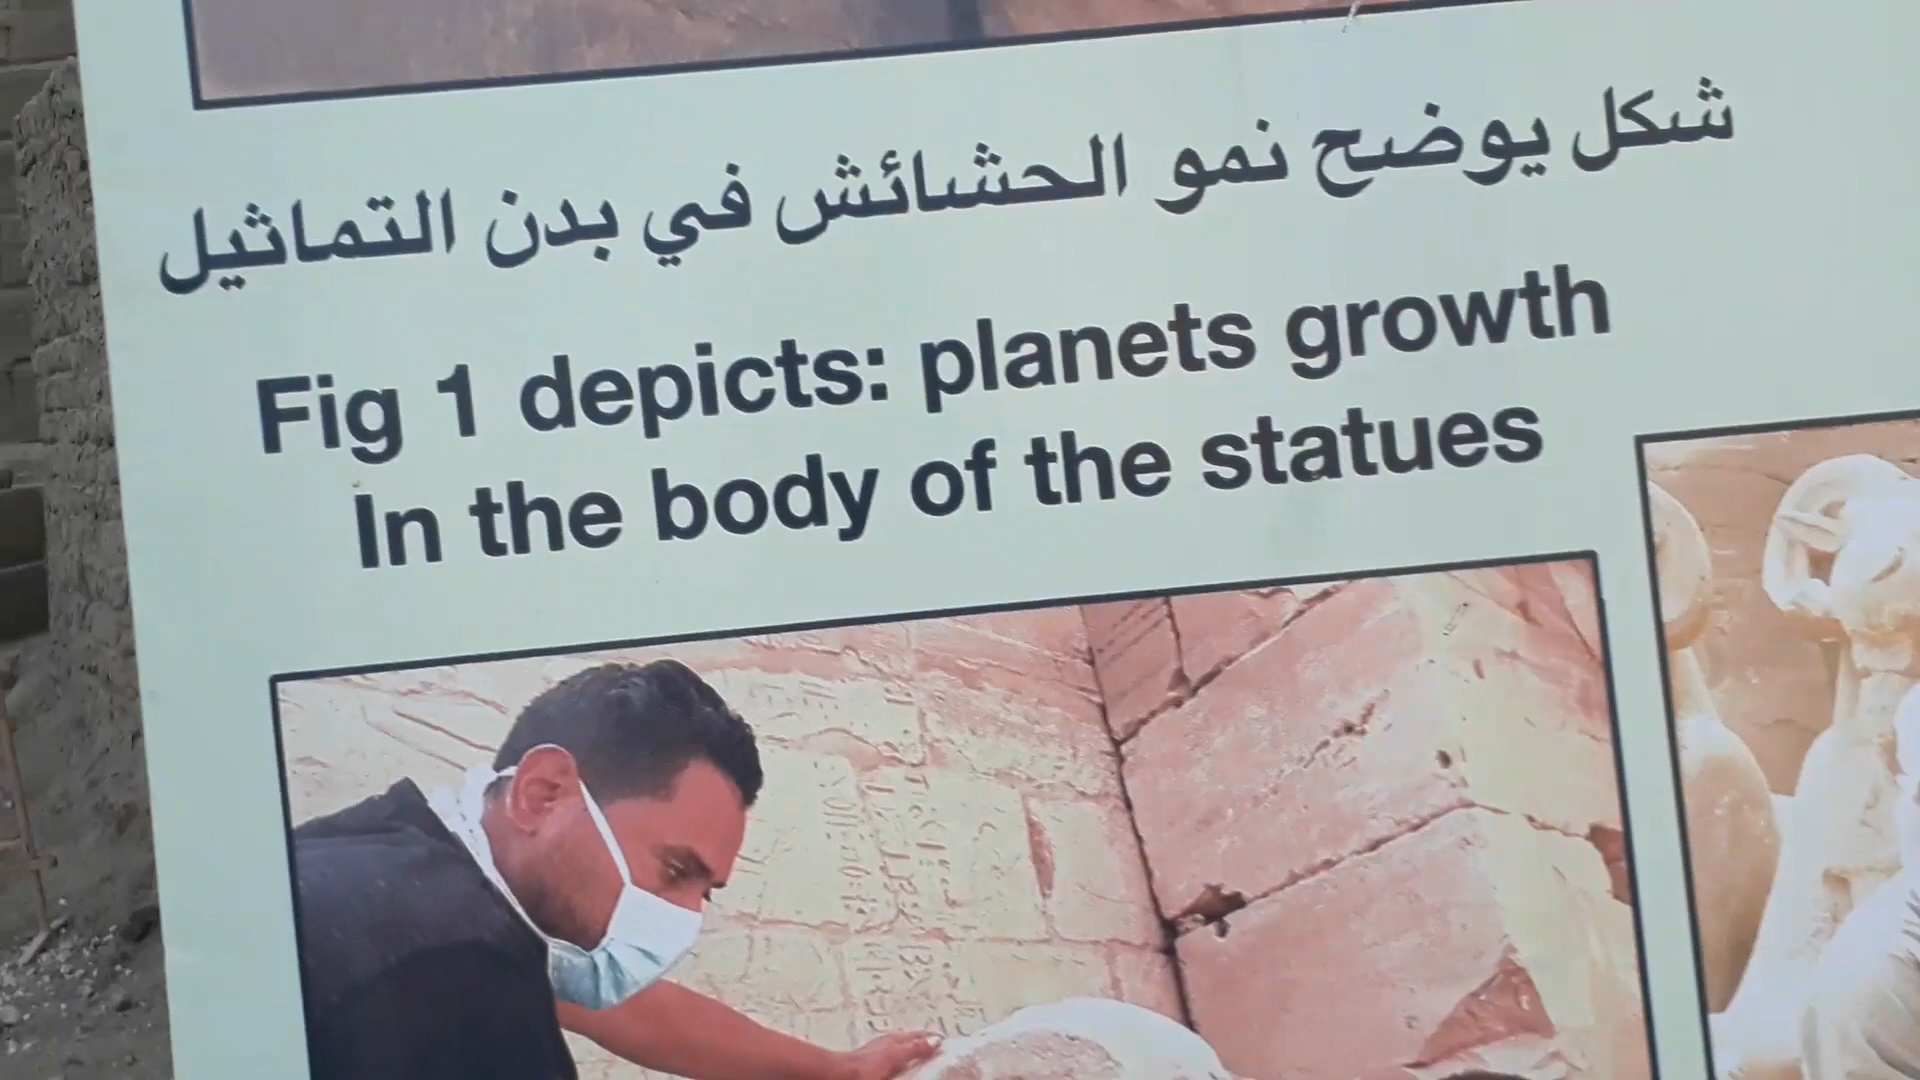 شكل يوضح نمو الحشائش في بدن التماثيل
Fig 1 depicts: planets growth
In the body of the statues